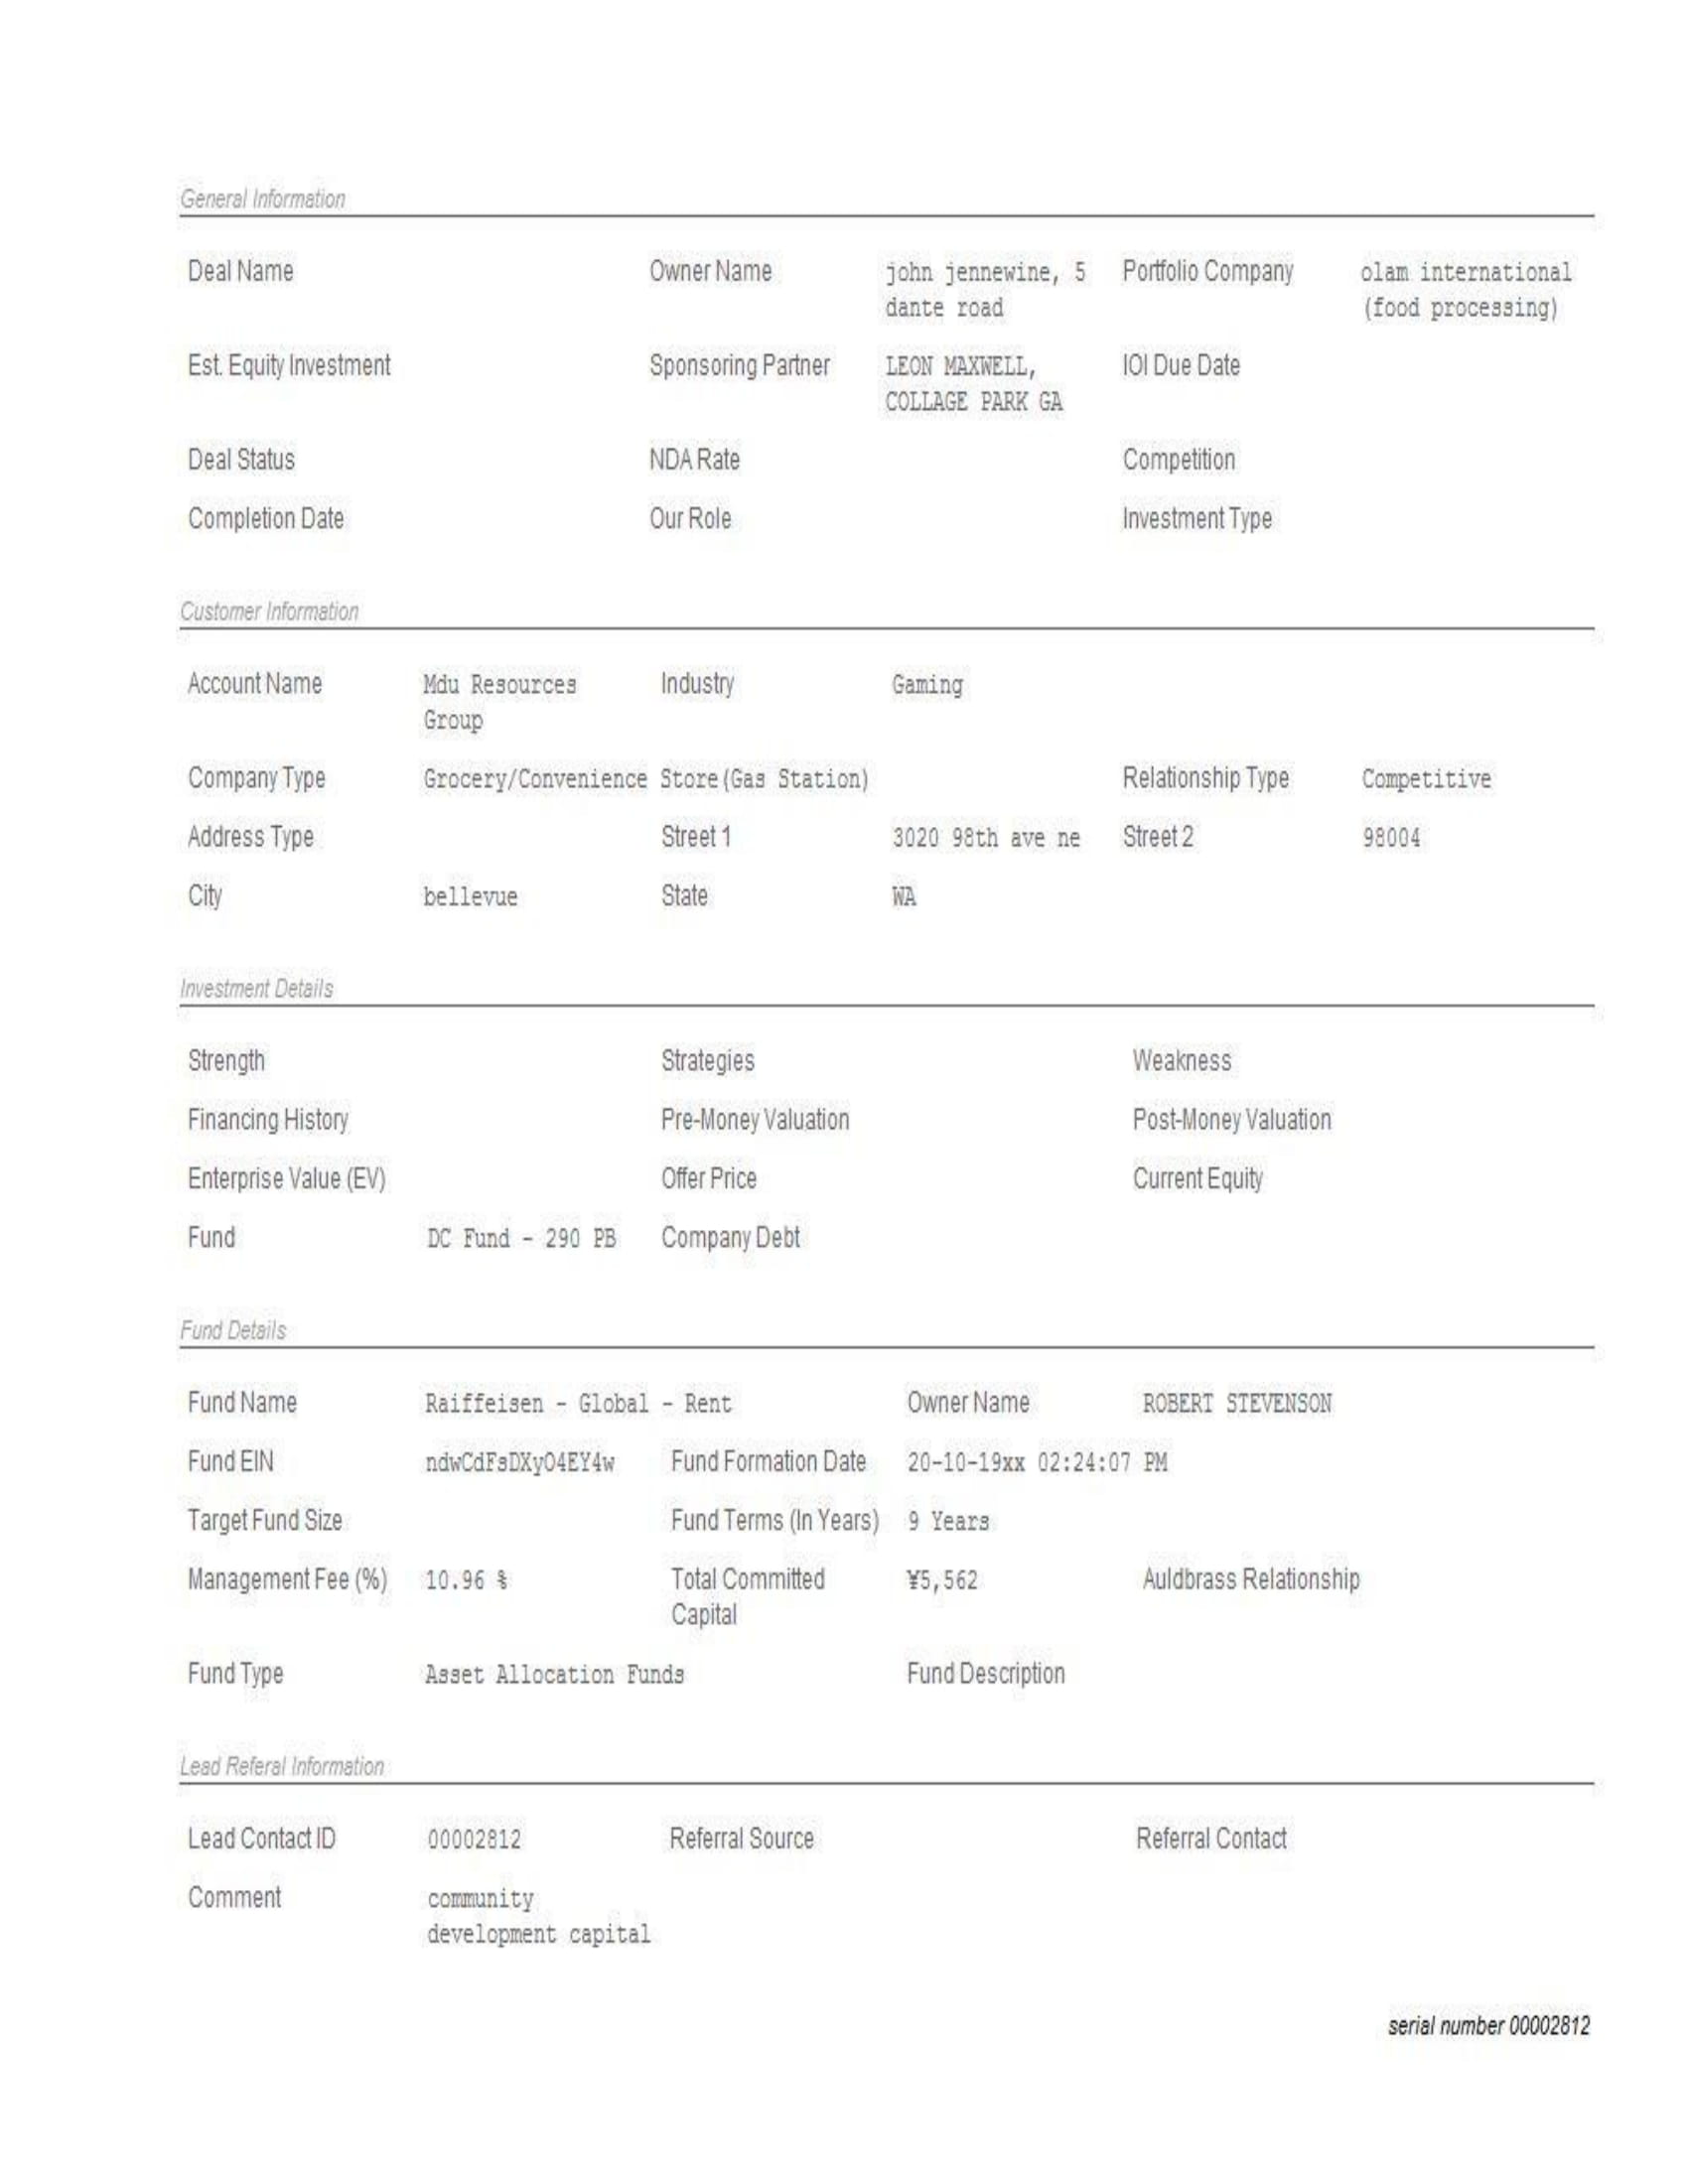 General Information
Deal Name Owner Name john jennewine, 5 Portfolio Company olam international
dante road (food processing)
Est. Equity Investment Sponsoring Partner LEON MAXWELL, IOI Due Date
COLLAGE PARK GA
Deal Status NDA Rate Competition
Completion Date Our Role Investment Type
Customer Information
Account Name Mdu Resources Industry Gaming
Group
Company Type Grocery/Convenience Store(Gas Station) Relationship Type Competitive
Address Type Street 1 3020 98th ave ne Street 2 98004
City bellevue State WA
Investment Details
Strength Strategies Weakness
Financing History Pre-Money Valuation Post-Money Valuation
Enterprise Value (EV) Offer Price Current Equity
Fund DC Fund - 290 PB Company Debt
Fund Details
Fund Name Raiffeisen - Global - Rent Owner Name ROBERT STEVENSON
Fund EIN ndwCdFsDXyO4EY4w Fund Formation Date 20-10-19xx 02:24:07 PM
Target Fund Size Fund Terms (In Years) 9 Years
Management Fee (%) 10.96 % Total Committed ¥5,562 Auldbrass Relationship
Capital
Fund Type Asset Allocation Funds Fund Description
Lead Referal Information
Lead Contact ID 00002812 Referral Source Referral Contact
Comment community
development capital
serial number 00002812